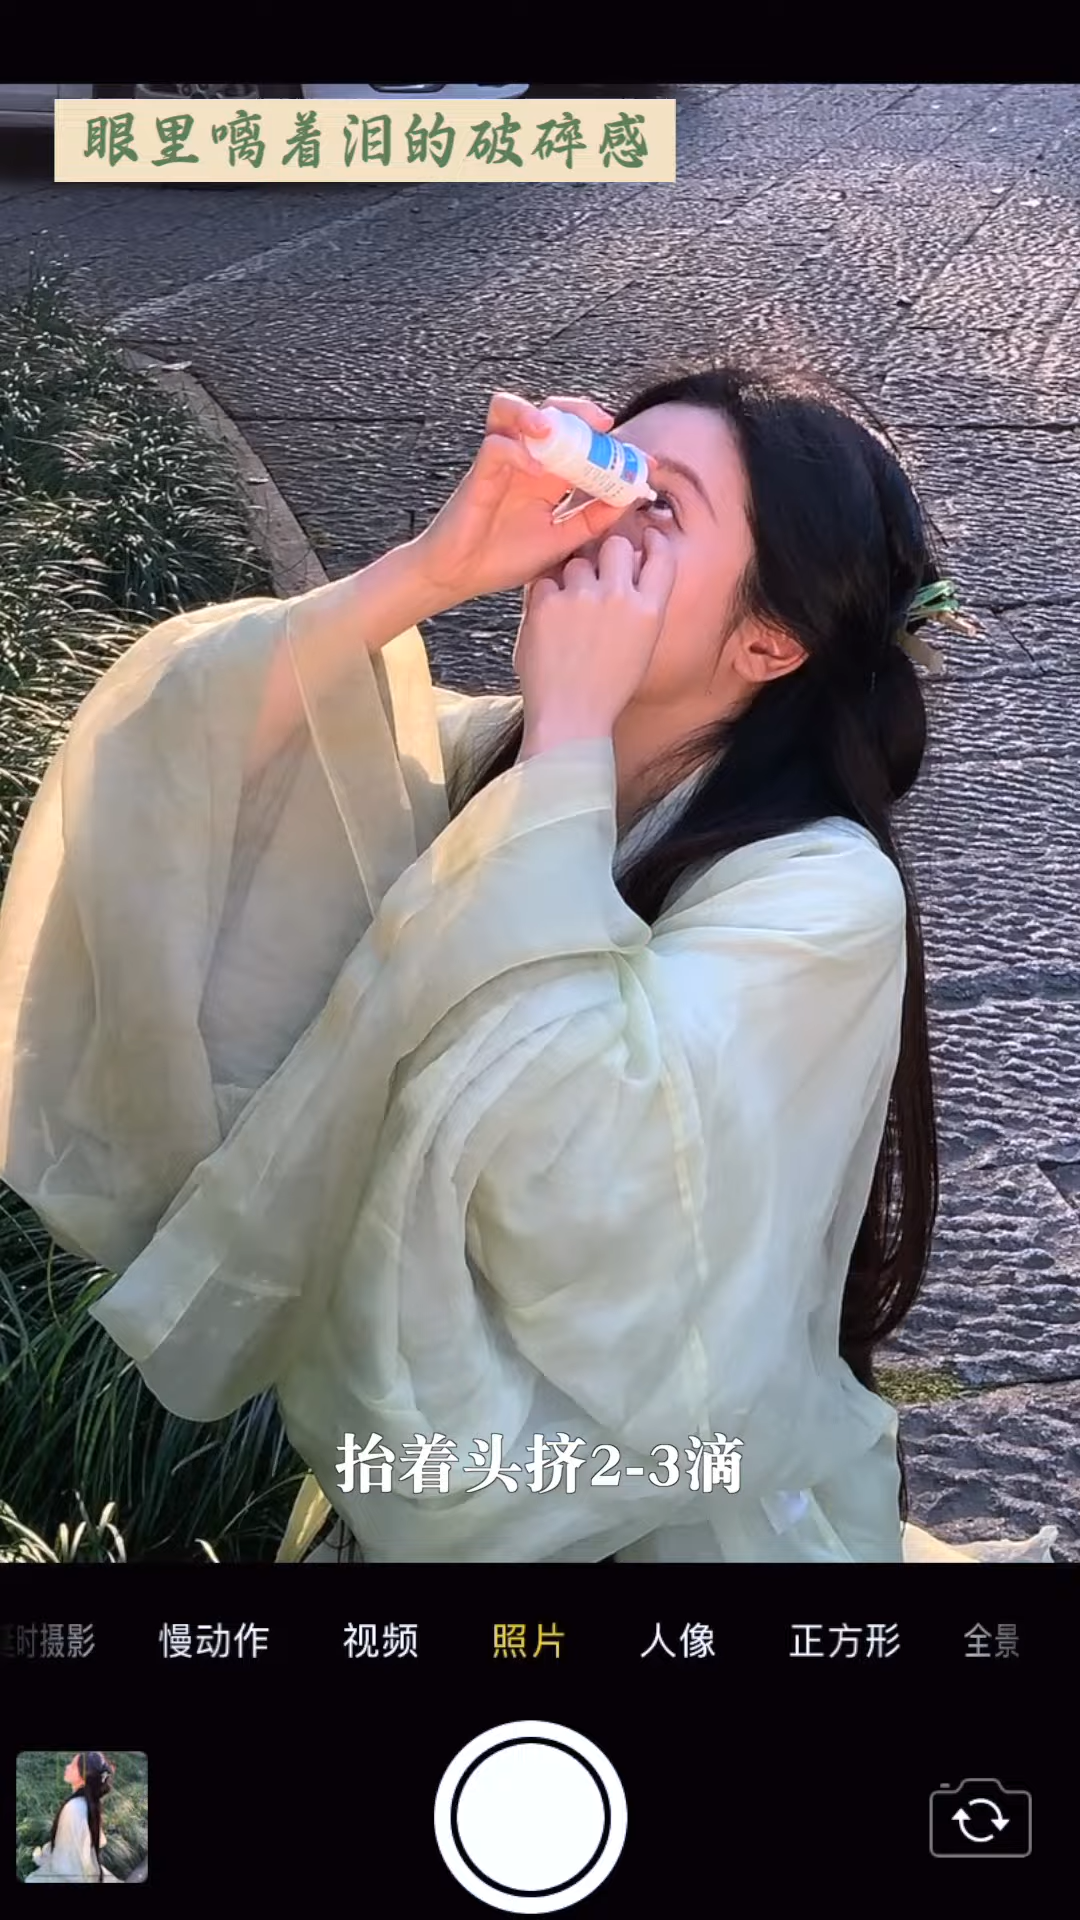 眼里噙着泪的破碎感
抬着头挤2-3滴
延时摄影 慢动作 视频 照片 人像 正方形 全景